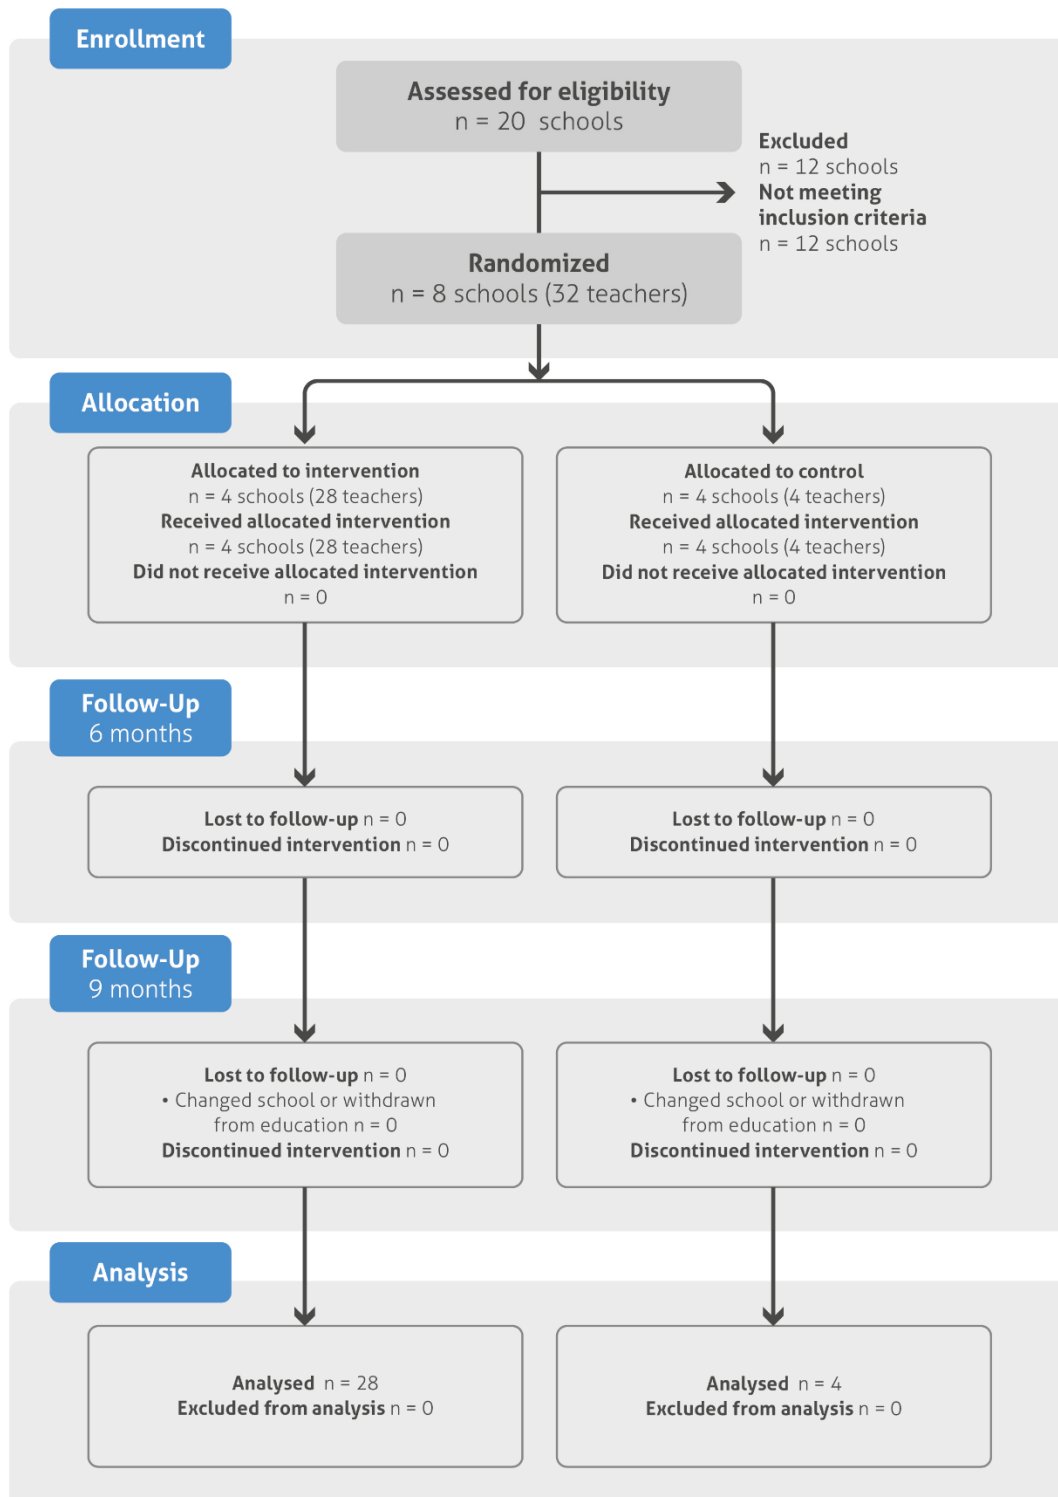 Enrollment
Assessed for eligibility
n = 20 schools
Excluded
n = 12 schools
Not meeting
inclusion criteria
n = 12 schools
Randomized
n = 8 schools (32 teachers)
Allocation
Allocated to intervention
n = 4 schools (28 teachers)
Received allocated intervention
n = 4 schools (28 teachers)
Did not receive allocated intervention
n = 0
Allocated to control
n = 4 schools (4 teachers)
Received allocated intervention
n = 4 schools (4 teachers)
Did not receive allocated intervention
n = 0
Follow-Up
6 months
Lost to follow-up n = 0
Discontinued intervention n = 0
Lost to follow-up n = 0
Discontinued intervention n = 0
Follow-Up
9 months
Lost to follow-up n = 0
• Changed school or withdrawn
from education n = 0
Discontinued intervention n = 0
Lost to follow-up n = 0
• Changed school or withdrawn
from education n = 0
Discontinued intervention n = 0
Analysis
Analysed n = 28
Excluded from analysis n = 0
Analysed n = 4
Excluded from analysis n = 0